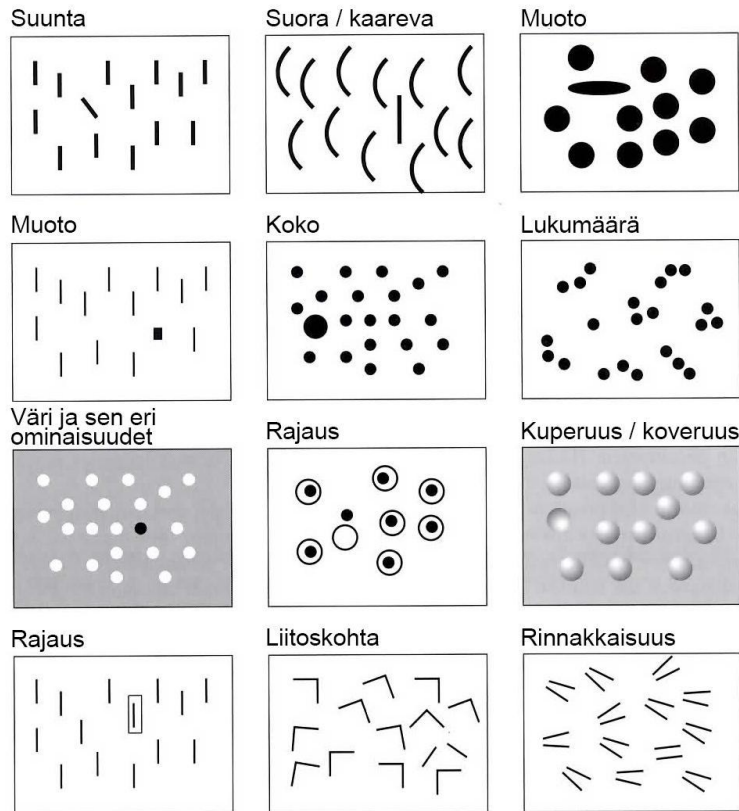 Suunta
Suora / kaareva
Muoto
Muoto
Koko
Lukumäärä
Väri ja sen eri
ominaisuudet
Rajaus
Kuperuus / koveruus
Rajaus
Liitoskohta
Rinnakkaisuus